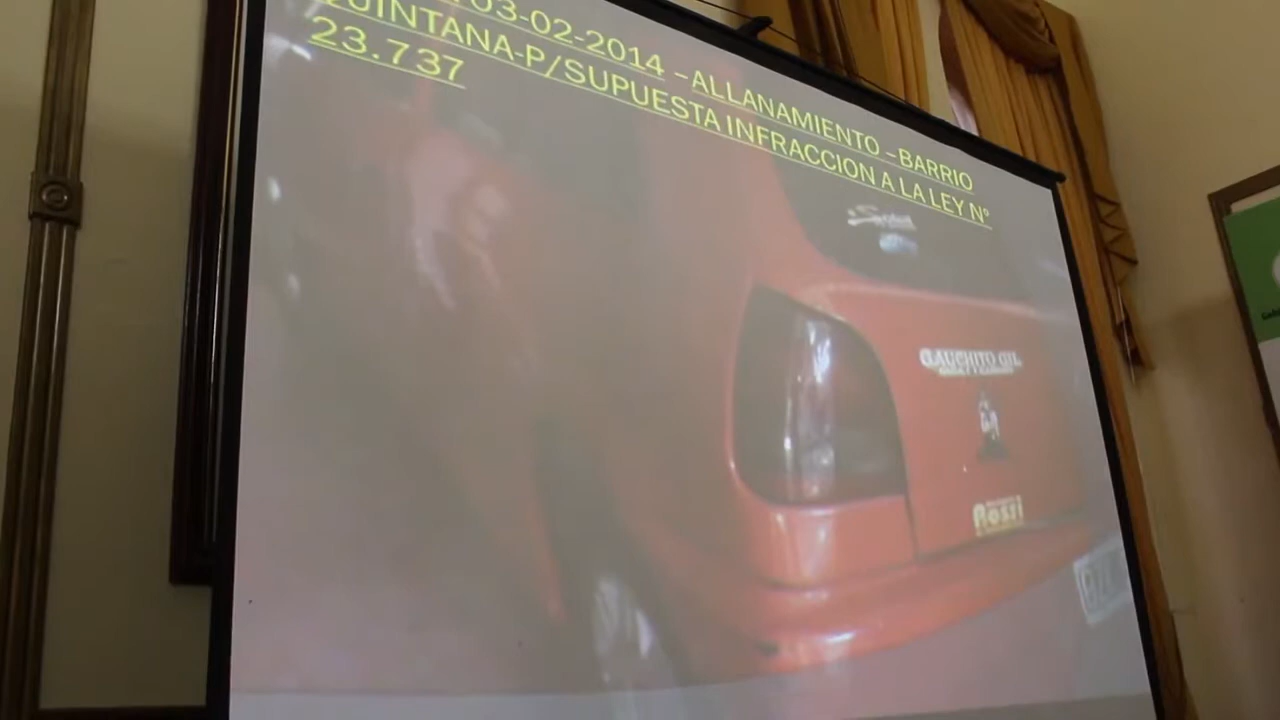 03-02-2014 –ALLANAMIENTO –BARRIO
QUINTANA-P/SUPUESTA INFRACCION A LA LEY Nº
23.737
GAUCHITO GIL
Rossi